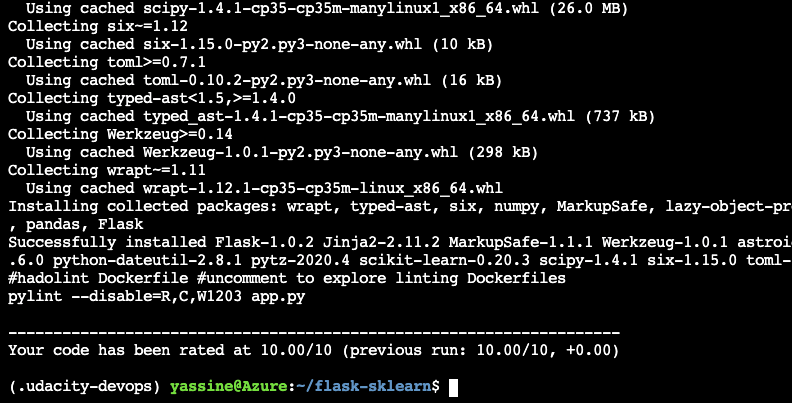 Using cached scipy-1.4.1-cp35-cp35m-manylinux1_x86_64.whl (26.0 MB)
Collecting six~=1.12
  Using cached six-1.15.0-py2.py3-none-any.whl (10 kB)
Collecting toml>=0.7.1
  Using cached toml-0.10.2-py2.py3-none-any.whl (16 kB)
Collecting typed-ast<1.5,>=1.4.0
  Using cached typed_ast-1.4.1-cp35-cp35m-manylinux1_x86_64.whl (737 kB)
Collecting Werkzeug>=0.14
  Using cached Werkzeug-1.0.1-py2.py3-none-any.whl (298 kB)
Collecting wrapt~=1.11
  Using cached wrapt-1.12.1-cp35-cp35m-linux_x86_64.whl
Installing collected packages: wrapt, typed-ast, six, numpy, MarkupSafe, lazy-object-pr
, pandas, Flask
Successfully installed Flask-1.0.2 Jinja2-2.11.2 MarkupSafe-1.1.1 Werkzeug-1.0.1 astroi
.6.0 python-dateutil-2.8.1 pytz-2020.4 scikit-learn-0.20.3 scipy-1.4.1 six-1.15.0 toml-
#hadolint Dockerfile #uncomment to explore linting Dockerfiles
pylint --disable=R,C,W1203 app.py
--------------------------------------------------------------------
Your code has been rated at 10.00/10 (previous run: 10.00/10, +0.00)
(.udacity-devops) yassine@Azure:~/flask-sklearn$